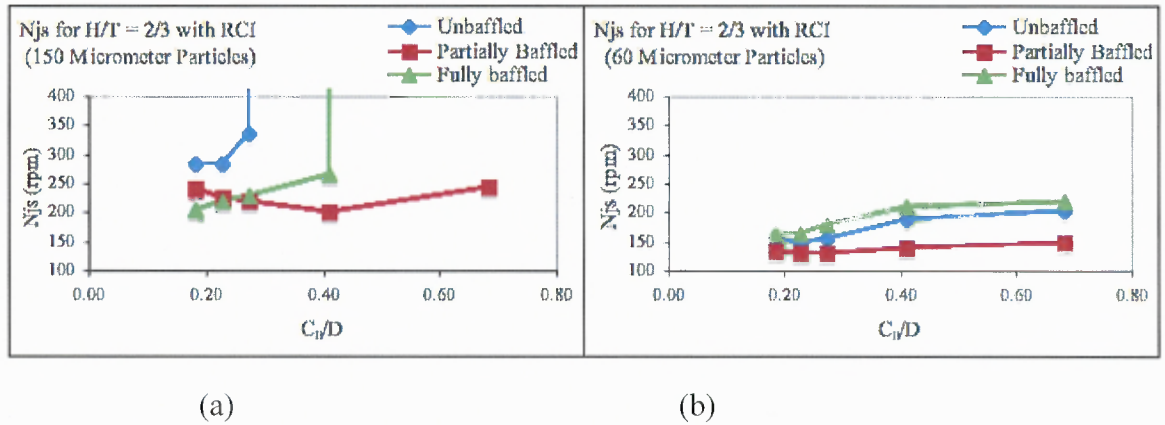 Njs for H/T = 2/3 with RCI
(150 Micrometer Particles)
Unbaffled
Partially Baffled
Fully baffled
400
350
300
250
200
150
100
Njs (rpm)
0.00 0.20 0.40 0.60 0.80
C_b/D
Njs for H/T = 2/3 with RCI
(60 Micrometer Particles)
Unbaffled
Partially Baffled
Fully baffled
400
350
300
250
200
150
100
Njs (rpm)
0.00 0.20 0.40 0.60 0.80
C_b/D
(a) (b)